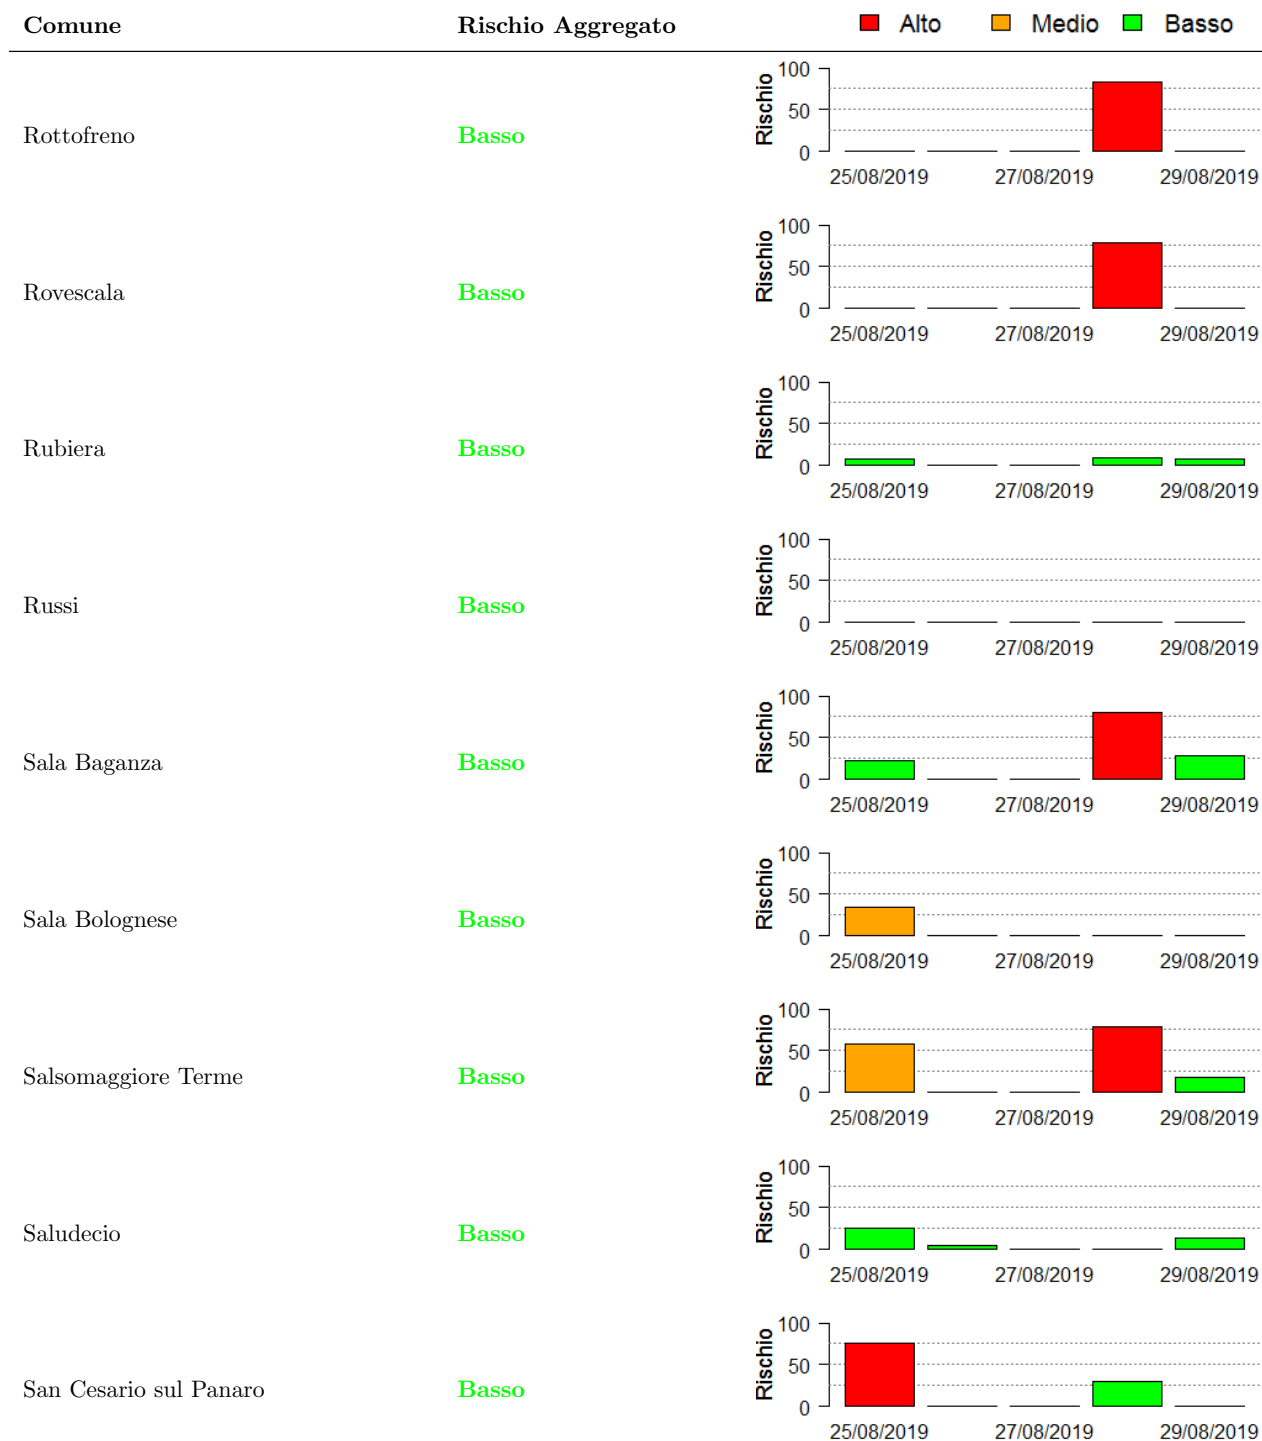 Comune Rischio Aggregato Alto Medio Basso
100
50
0
Rischio
Rottofreno Basso
25/08/2019 27/08/2019 29/08/2019
100
50
0
Rischio
Rovescala Basso
25/08/2019 27/08/2019 29/08/2019
100
50
0
Rischio
Rubiera Basso
25/08/2019 27/08/2019 29/08/2019
100
50
0
Rischio
Russi Basso
25/08/2019 27/08/2019 29/08/2019
100
50
0
Rischio
Sala Baganza Basso
25/08/2019 27/08/2019 29/08/2019
100
50
0
Rischio
Sala Bolognese Basso
25/08/2019 27/08/2019 29/08/2019
100
50
0
Rischio
Salsomaggiore Terme Basso
25/08/2019 27/08/2019 29/08/2019
100
50
0
Rischio
Saludecio Basso
25/08/2019 27/08/2019 29/08/2019
100
50
0
Rischio
San Cesario sul Panaro Basso
25/08/2019 27/08/2019 29/08/2019